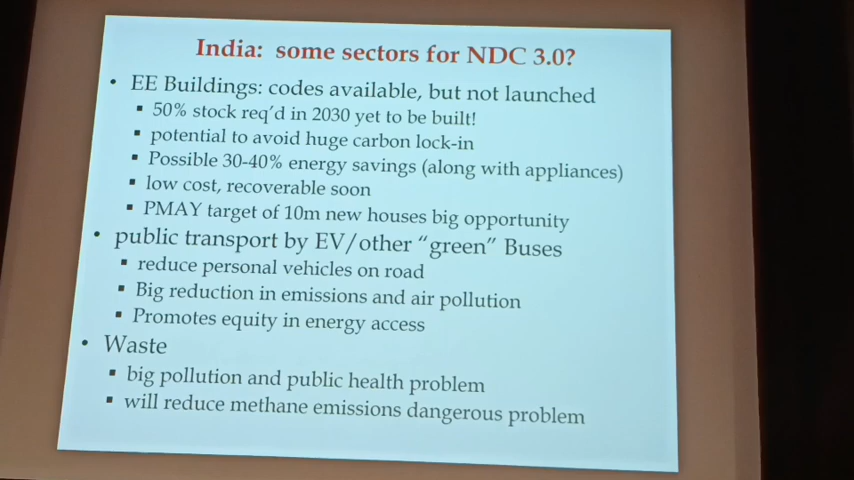 India: some sectors for NDC 3.0?
• EE Buildings: codes available, but not launched
▪ 50% stock req'd in 2030 yet to be built!
▪ potential to avoid huge carbon lock-in
▪ Possible 30-40% energy savings (along with appliances)
▪ low cost, recoverable soon
▪ PMAY target of 10m new houses big opportunity
• public transport by EV/other "green" Buses
▪ reduce personal vehicles on road
▪ Big reduction in emissions and air pollution
▪ Promotes equity in energy access
• Waste
▪ big pollution and public health problem
▪ will reduce methane emissions dangerous problem